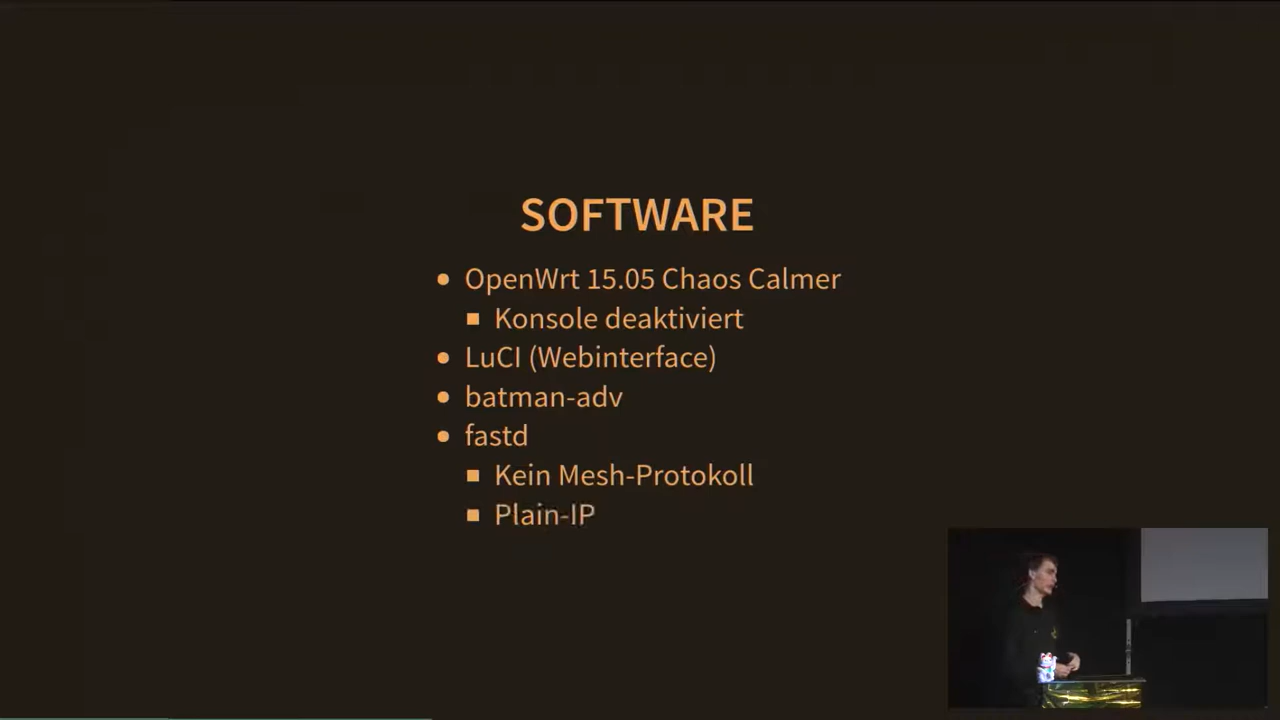 SOFTWARE
OpenWrt 15.05 Chaos Calmer
Konsole deaktiviert
LuCI (Webinterface)
batman-adv
fastd
Kein Mesh-Protokoll
Plain-IP